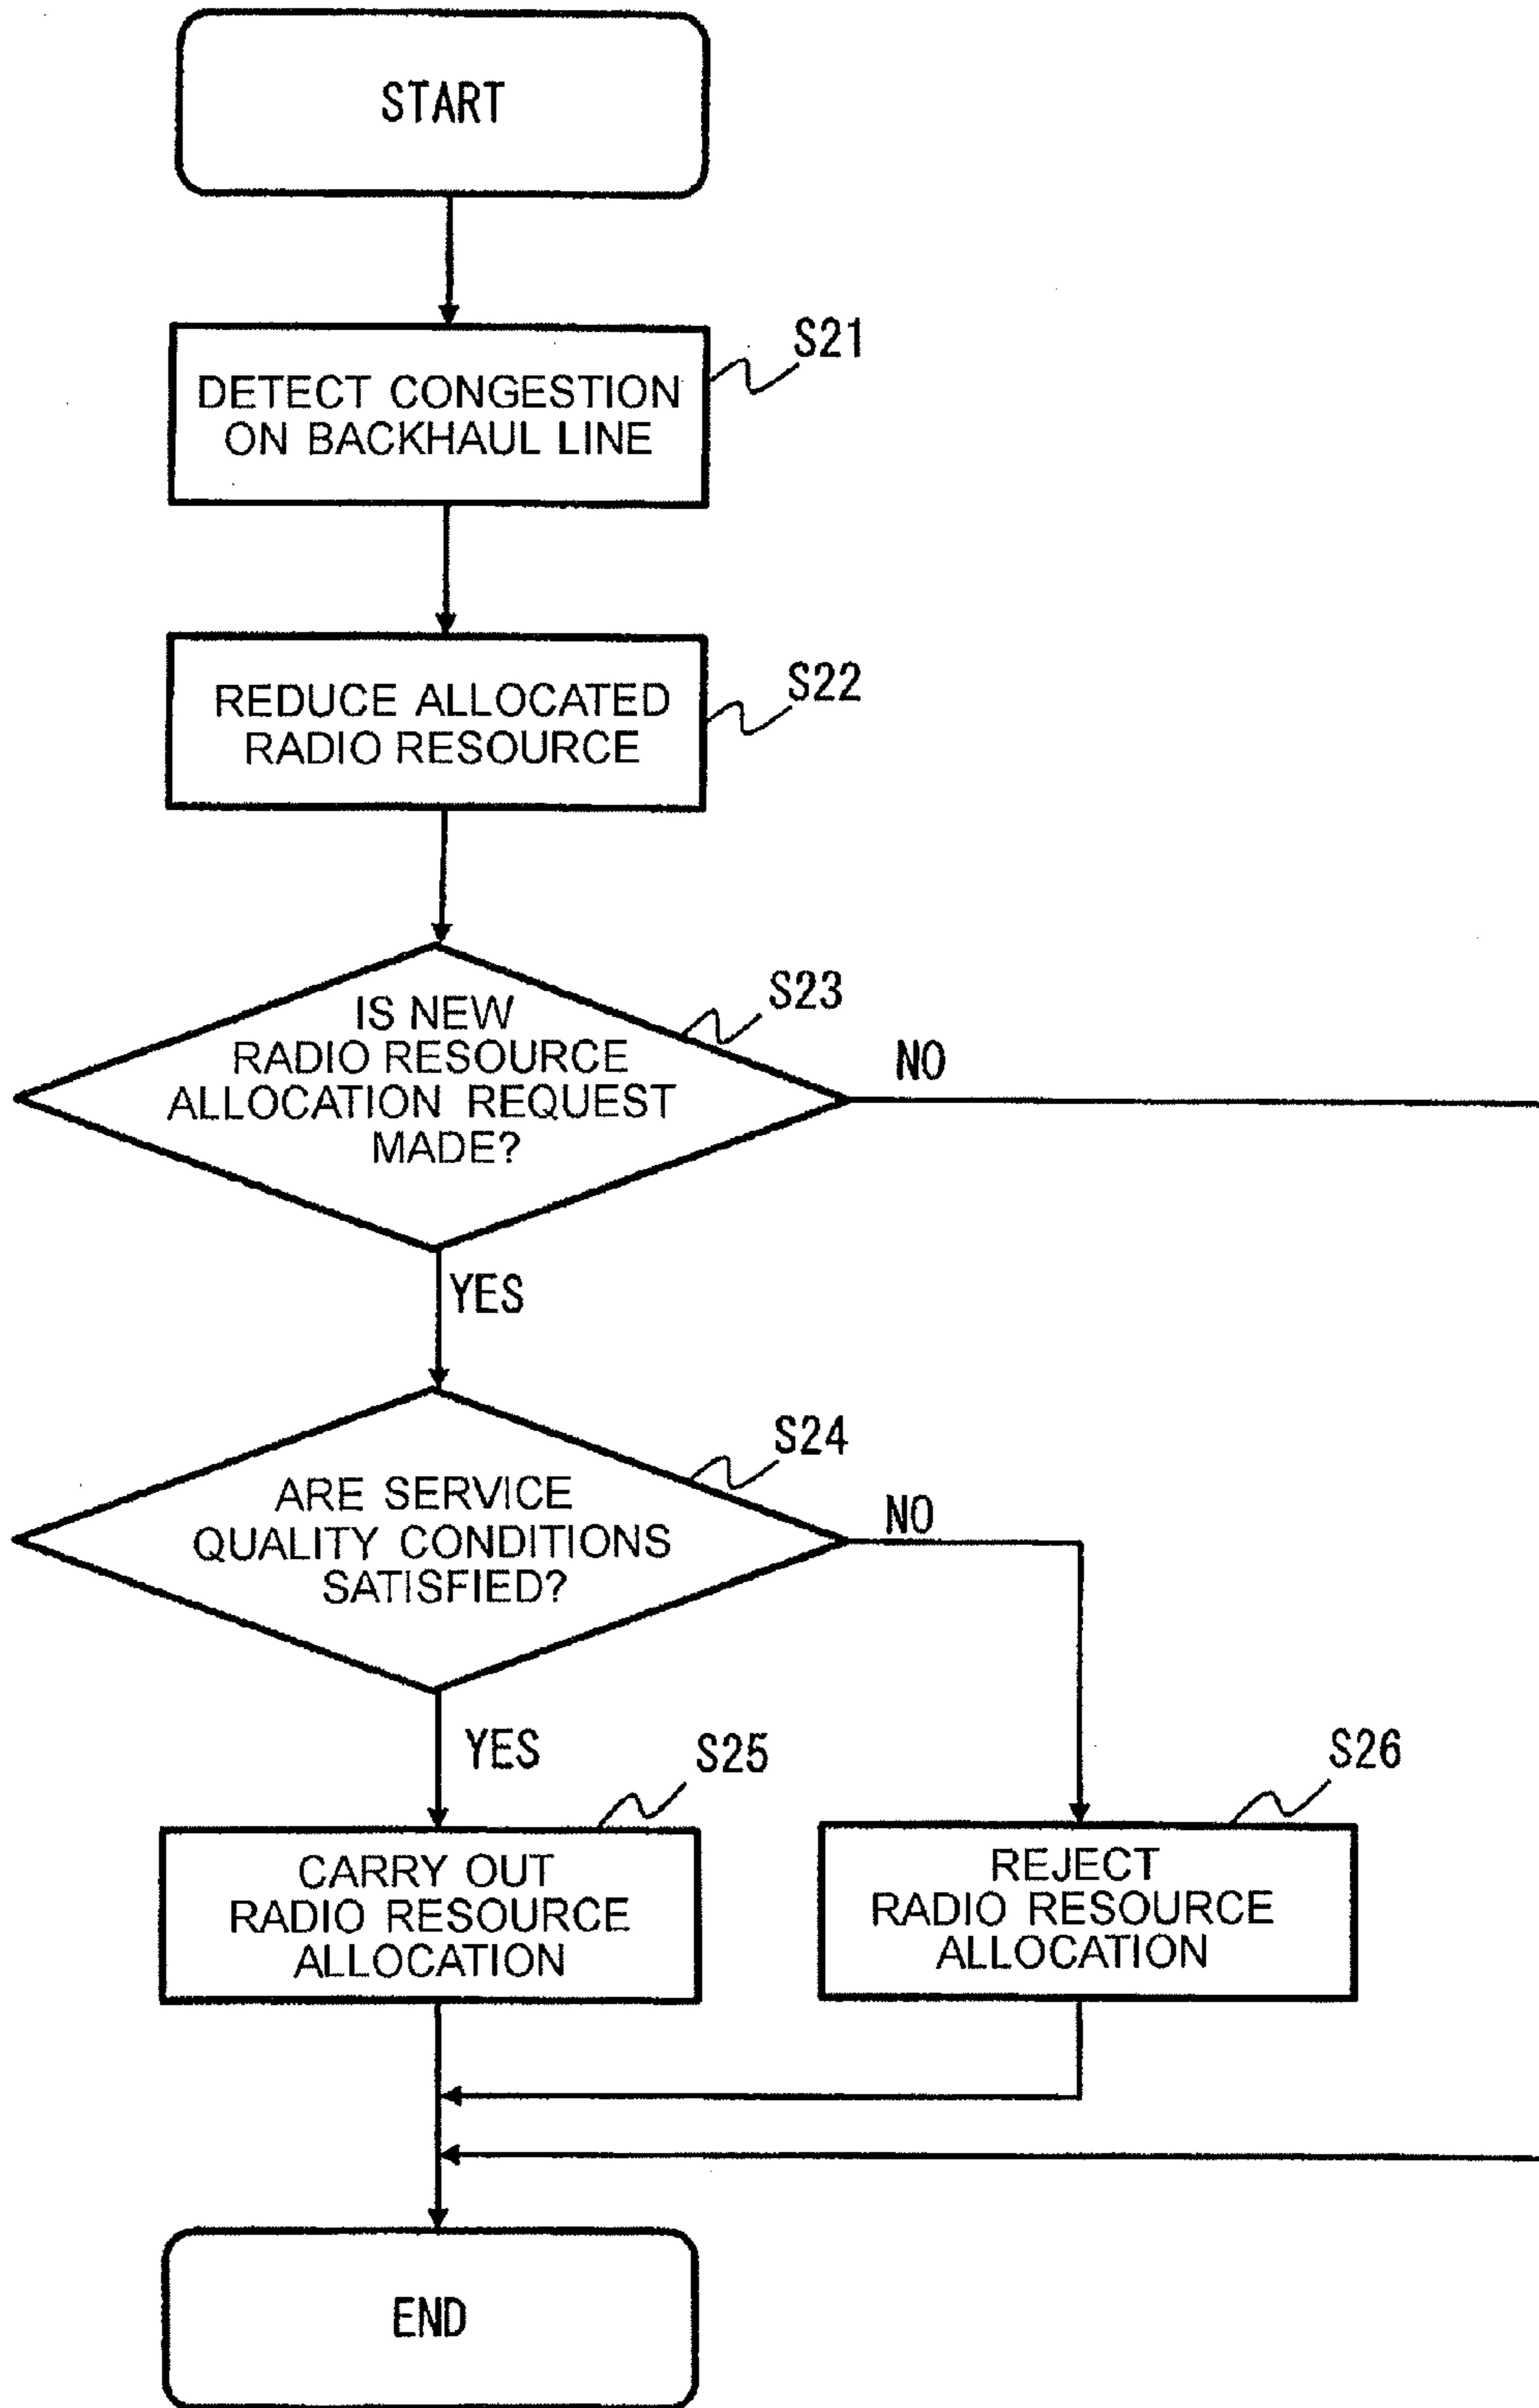 START
S21
DETECT CONGESTION
ON BACKHAUL LINE
S22
REDUCE ALLOCATED
RADIO RESOURCE
S23
IS NEW
RADIO RESOURCE
ALLOCATION REQUEST
MADE?
NO
YES
S24
ARE SERVICE
QUALITY CONDITIONS
SATISFIED?
NO
YES
S25
CARRY OUT
RADIO RESOURCE
ALLOCATION
S26
REJECT
RADIO RESOURCE
ALLOCATION
END